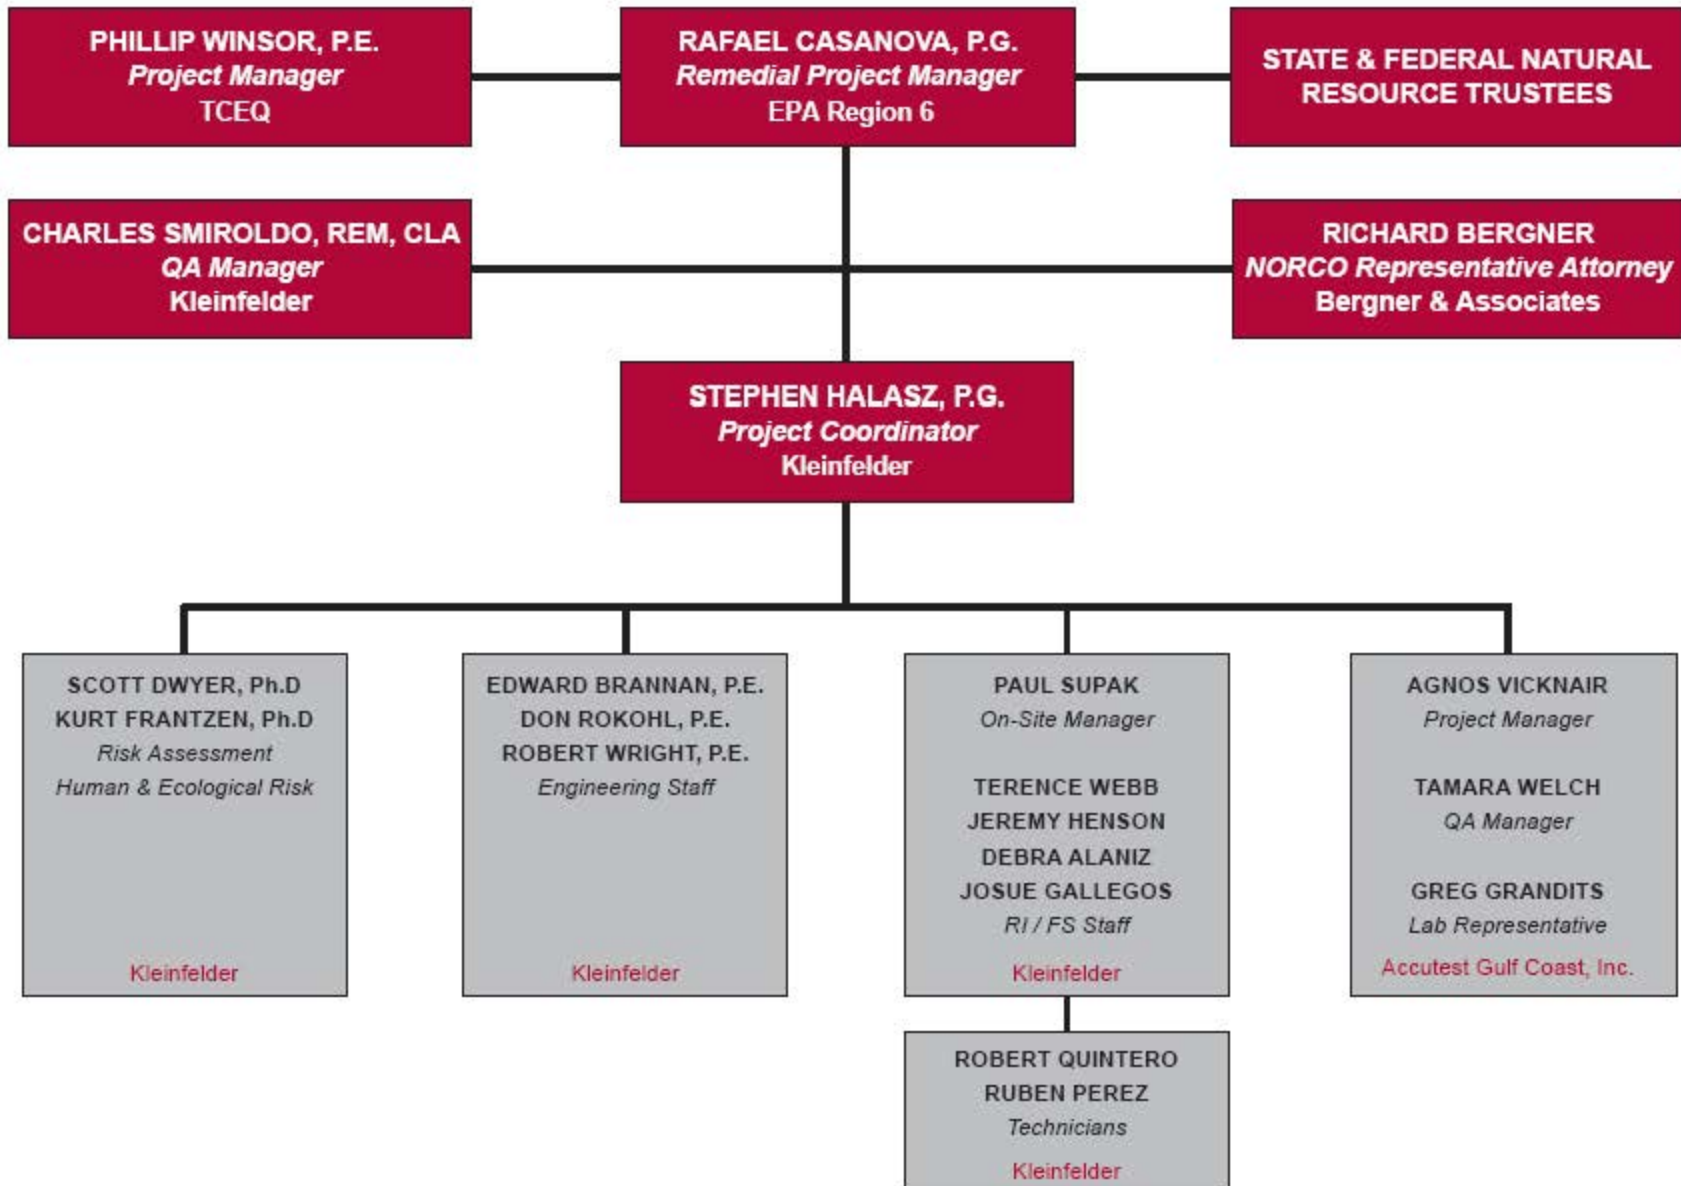 PHILLIP WINSOR, P.E.
Project Manager
TCEQ
RAFAEL CASANOVA, P.G.
Remedial Project Manager
EPA Region 6
STATE & FEDERAL NATURAL
RESOURCE TRUSTEES
CHARLES SMIROLDO, REM, CLA
QA Manager
Kleinfelder
RICHARD BERGNER
NORCO Representative Attorney
Bergner & Associates
STEPHEN HALASZ, P.G.
Project Coordinator
Kleinfelder
SCOTT DWYER, Ph.D
KURT FRANTZEN, Ph.D
Risk Assessment
Human & Ecological Risk
Kleinfelder
EDWARD BRANNAN, P.E.
DON ROKOHL, P.E.
ROBERT WRIGHT, P.E.
Engineering Staff
Kleinfelder
PAUL SUPAK
On-Site Manager
TERENCE WEBB
JEREMY HENSON
DEBRA ALANIZ
JOSUE GALLEGOS
RI / FS Staff
Kleinfelder
AGNOS VICKNAIR
Project Manager
TAMARA WELCH
QA Manager
GREG GRANDITS
Lab Representative
Accutest Gulf Coast, Inc.
ROBERT QUINTERO
RUBEN PEREZ
Technicians
Kleinfelder